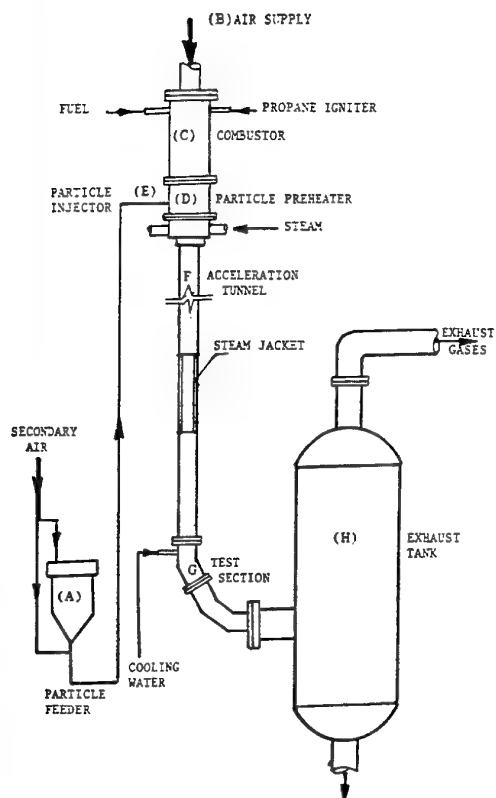 (B)AIR SUPPLY
FUEL
PROPANE IGNITER
(C)
COMBUSTOR
PARTICLE
INJECTOR
(E)
(D)
PARTICLE PREHEATER
STEAM
F
ACCELERATION
TUNNEL
STEAM JACKET
EXHAUST
GASES
SECONDARY
AIR
(A)
PARTICLE
FEEDER
G
TEST
SECTION
COOLING
WATER
(H)
EXHAUST
TANK